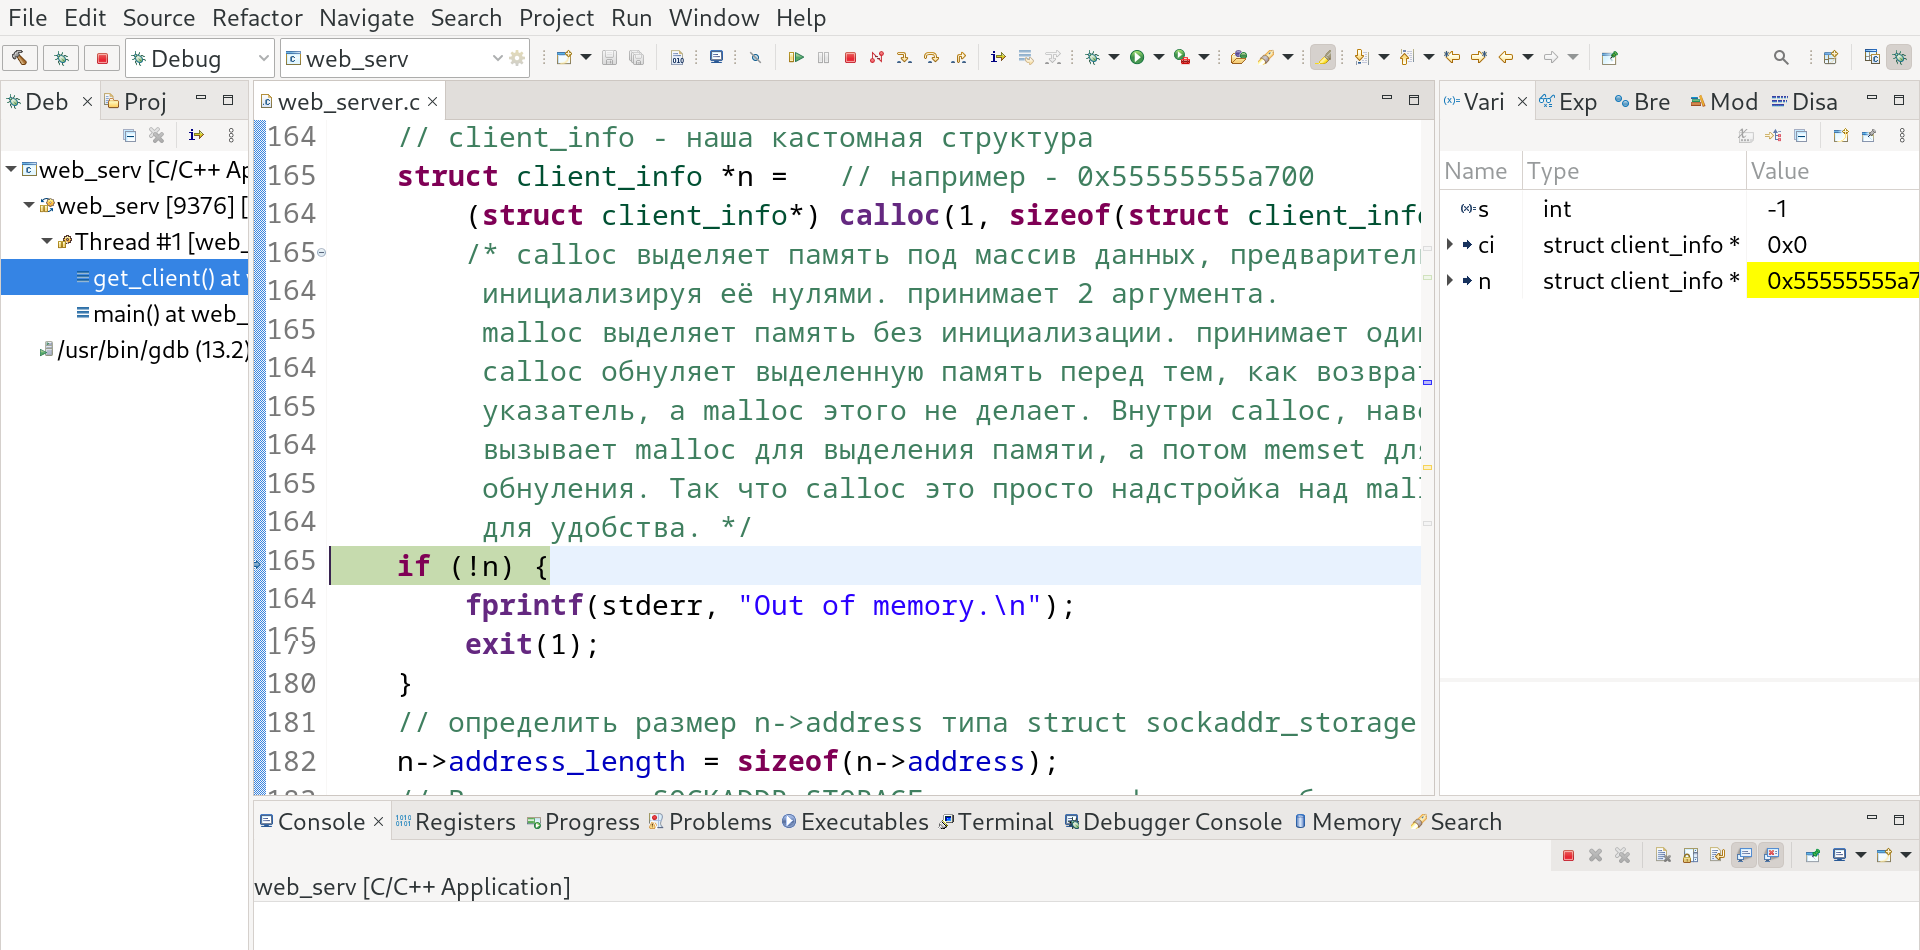 File Edit Source Refactor Navigate Search Project Run Window Help
Debug web_serv
Deb Proj
web_serv [C/C++ Ap
web_serv [9376] [
Thread #1 [web_
get_client() at
main() at web_
/usr/bin/gdb (13.2)
web_server.c
164 // client_info - наша кастомная структура
165 struct client_info *n = // например - 0x55555555a700
164 (struct client_info*) calloc(1, sizeof(struct client_info
165 /* calloc выделяет память под массив данных, предварител
164 инициализируя её нулями. принимает 2 аргумента.
165 malloc выделяет память без инициализации. принимает оди
164 calloc обнуляет выделенную память перед тем, как возвра
165 указатель, а malloc этого не делает. Внутри calloc, нав
164 вызывает malloc для выделения памяти, а потом memset дл
165 обнуления. Так что calloc это просто надстройка над mal
164 для удобства. */
165 if (!n) {
164 fprintf(stderr, "Out of memory.\n");
exit(1);
180 }
181 // определить размер n->address типа struct sockaddr_storage
182 n->address_length = sizeof(n->address);
Vari Exp Bre Mod Disa
Name Type Value
s int -1
ci struct client_info * 0x0
n struct client_info * 0x55555555a7
Console Registers Progress Problems Executables Terminal Debugger Console Memory Search
web_serv [C/C++ Application]